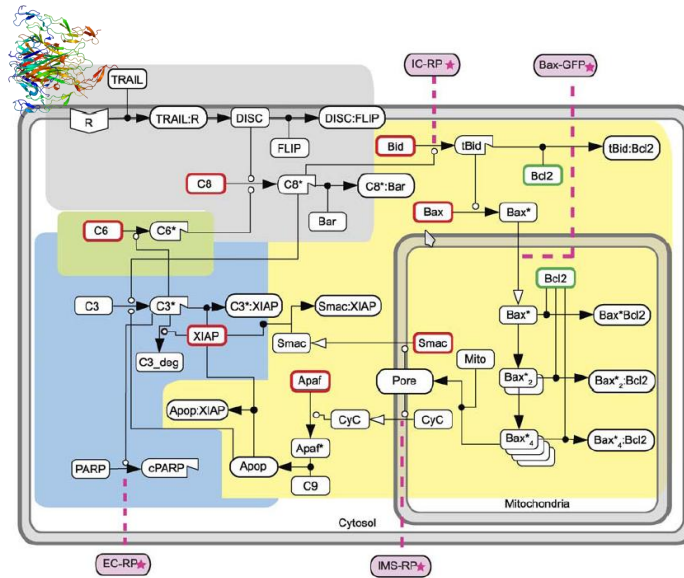 IC-RP
Bax-GFP
TRAIL
R
TRAIL:R
DISC
DISC:FLIP
FLIP
Bid
tBid
tBid:Bcl2
Bcl2
C8
C8*
C8*:Bar
Bar
Bax
Bax*
C6
C6*
Bcl2
C3
C3*
C3*:XIAP
Smac:XIAP
Bax*
Bax*Bcl2
XIAP
Smac
Smac
Mito
C3_deg
Apaf
Pore
Bax*2
Bax*2:Bcl2
Apop:XIAP
CyC
CyC
Apaf*
Bax*4
Bax*4:Bcl2
PARP
cPARP
Apop
C9
Mitochondria
Cytosol
EC-RP
IMS-RP